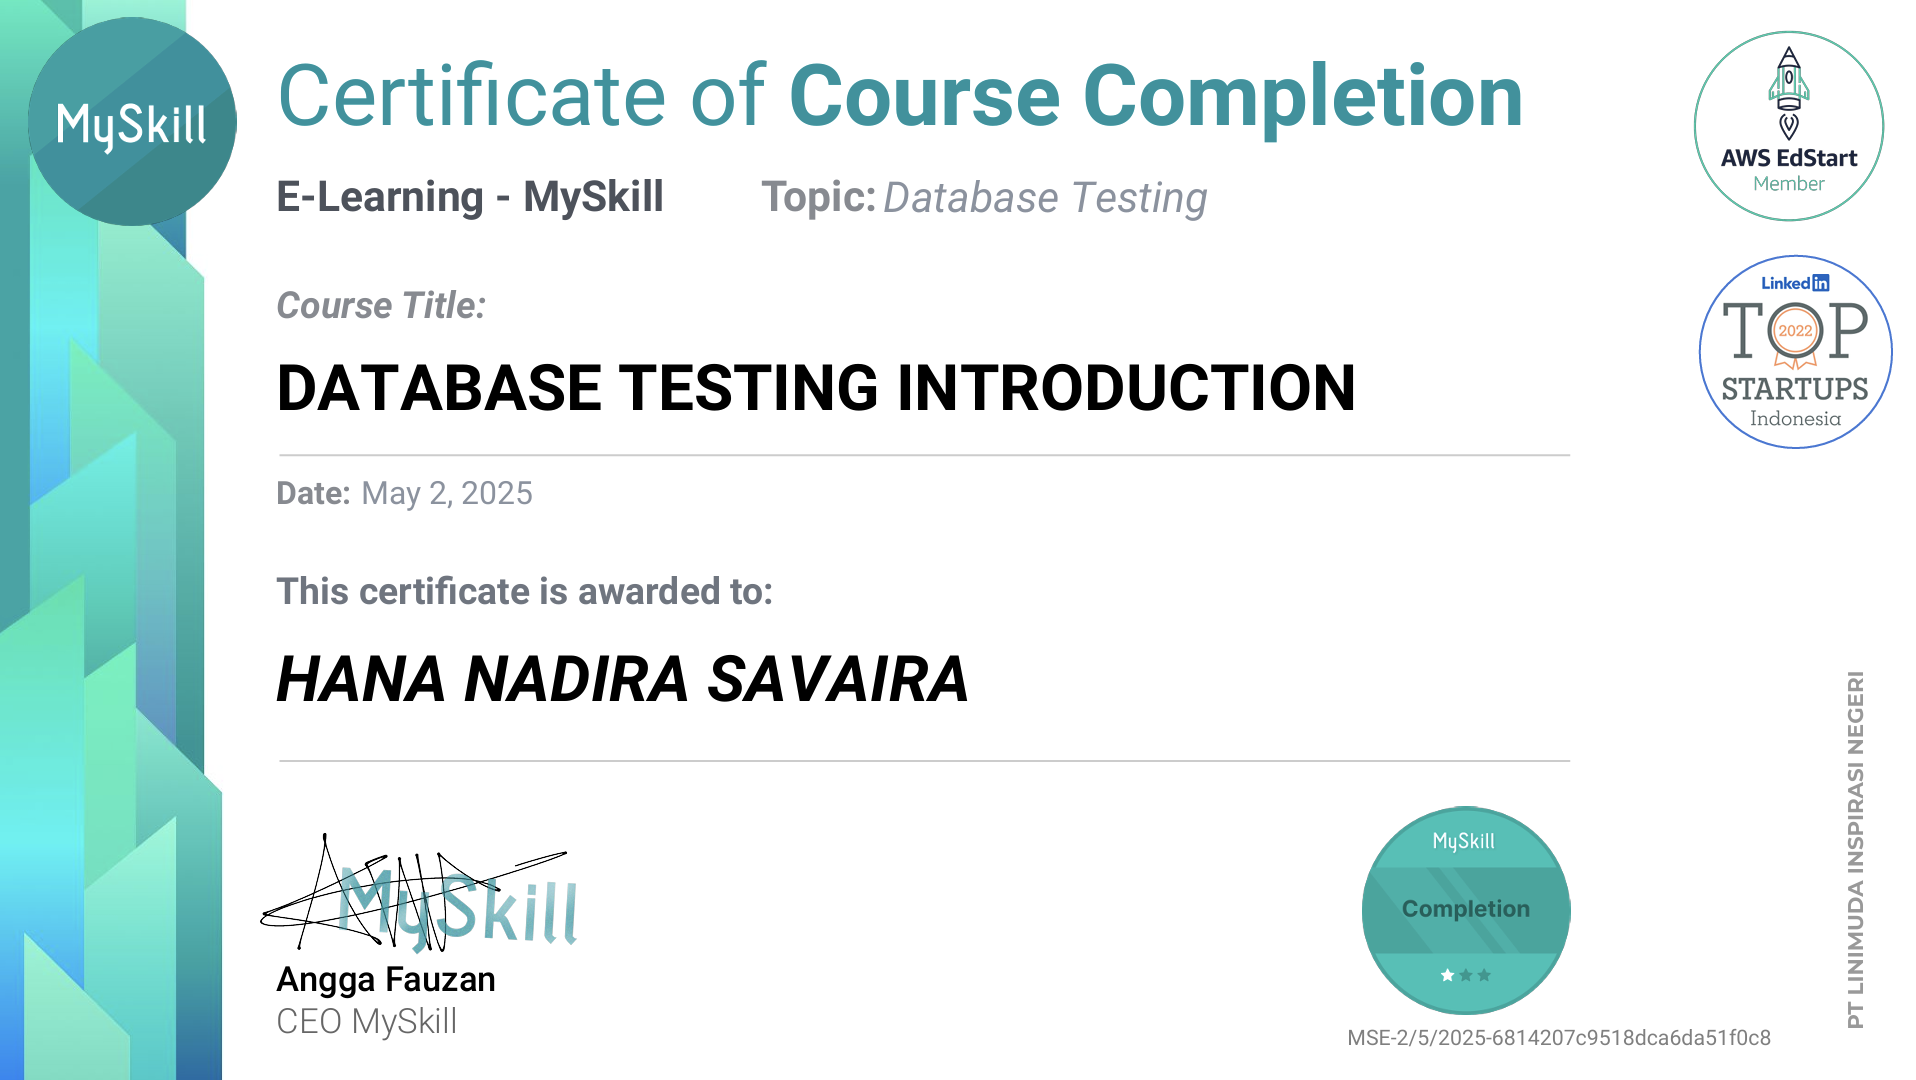 MySkill
Certificate of Course Completion
E-Learning - MySkill
Topic: Database Testing
AWS EdStart
Member
LinkedIn
TOP
2022
STARTUPS
Indonesia
Course Title:
DATABASE TESTING INTRODUCTION
Date: May 2, 2025
This certificate is awarded to:
HANA NADIRA SAVAIRA
MySkill
Angga Fauzan
CEO MySkill
MySkill
Completion
MSE-2/5/2025-6814207c9518dca6da51f0c8
PT LINIMUDA INSPIRASI NEGERI